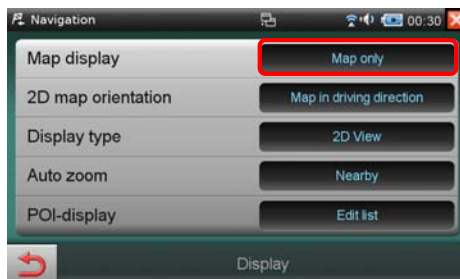 Navigation 00:30
Map display Map only
2D map orientation Map in driving direction
Display type 2D View
Auto zoom Nearby
POI-display Edit list
Display